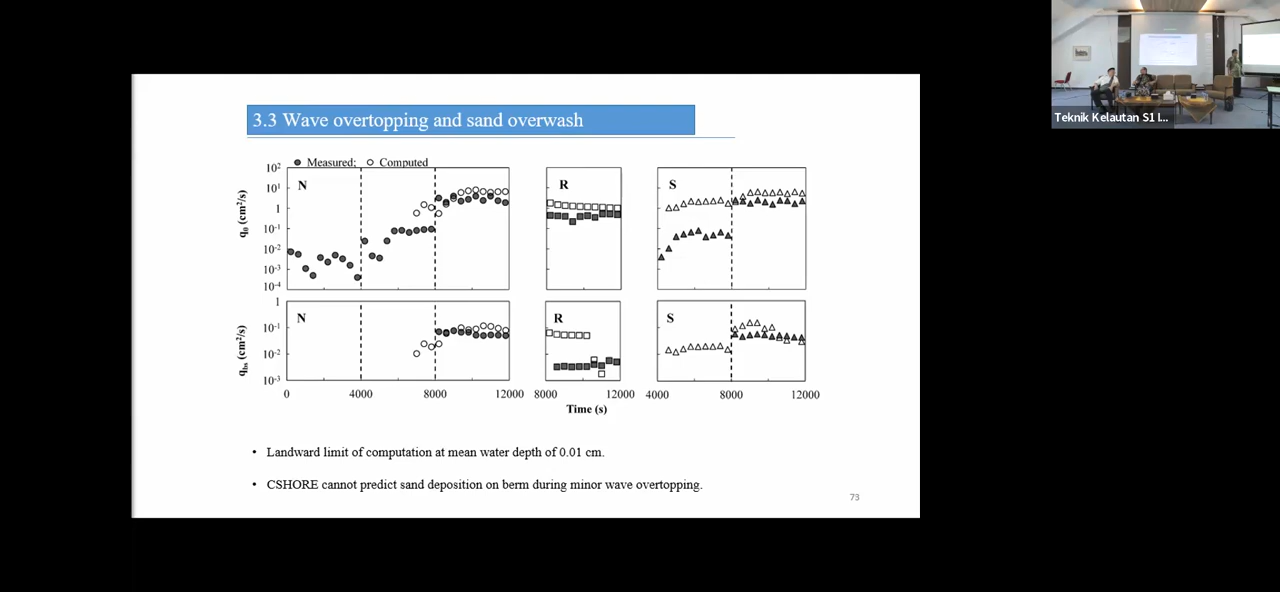 3.3 Wave overtopping and sand overwash
Measured; Computed
q₀ (cm²/s)
10² 10¹ 1 10⁻¹ 10⁻² 10⁻³ 10⁻⁴
N R S
q_bs (cm²/s)
1 10⁻¹ 10⁻² 10⁻³
N R S
0 4000 8000 12000 8000 12000 4000 8000 12000
Time (s)
• Landward limit of computation at mean water depth of 0.01 cm.
• CSHORE cannot predict sand deposition on berm during minor wave overtopping.
73
Teknik Kelautan S1 I...